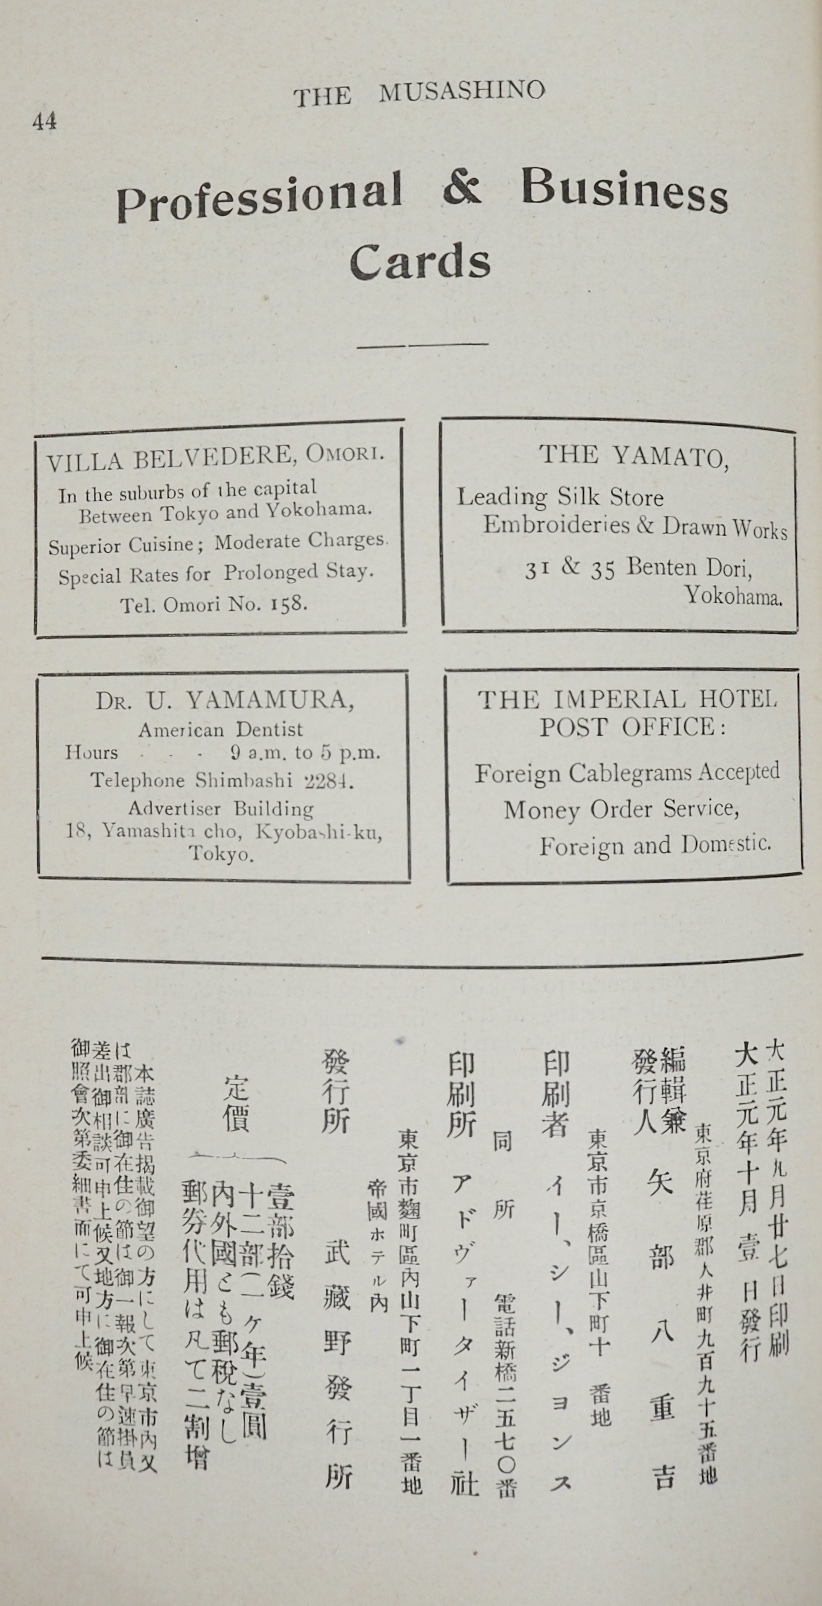 THE MUSASHINO
44
Professional & Business
Cards
VILLA BELVEDERE, OMORI.
In the suburbs of the capital
Between Tokyo and Yokohama.
Superior Cuisine; Moderate Charges.
Special Rates for Prolonged Stay.
Tel. Omori No. 158.
THE YAMATO,
Leading Silk Store
Embroideries & Drawn Works
31 & 35 Benten Dori,
Yokohama.
DR. U. YAMAMURA,
American Dentist
Hours - - - 9 a.m. to 5 p.m.
Telephone Shimbashi 2284.
Advertiser Building
18, Yamashita cho, Kyobashi-ku,
Tokyo.
THE IMPERIAL HOTEL
POST OFFICE:
Foreign Cablegrams Accepted
Money Order Service,
Foreign and Domestic.
大正元年九月廿七日印刷
大正元年十月壹日發行
東京府荏原郡大井町九百九十五番地
編輯兼
發行人 矢部八重吉
東京市京橋區山下町十 番地
印刷者 イー、シー、ジヨンス
同所 電話新橋二五七〇番
印刷所 アドヴァータイザー社
東京市麴町區內山下町一丁目一番地
帝國ホテル內
發行所 武藏野發行所
定價
壹部拾錢
十二部(一ヶ年)壹圓
內外國とも郵稅なし
郵券代用は凡て二割增
本誌廣告揭載御望の方にして東京市內又
は郡部に御在住の節は御一報次第早速掛員
差出御相談可申上候又地方に御在住の節は
御照會次第委細書面にて可申上候